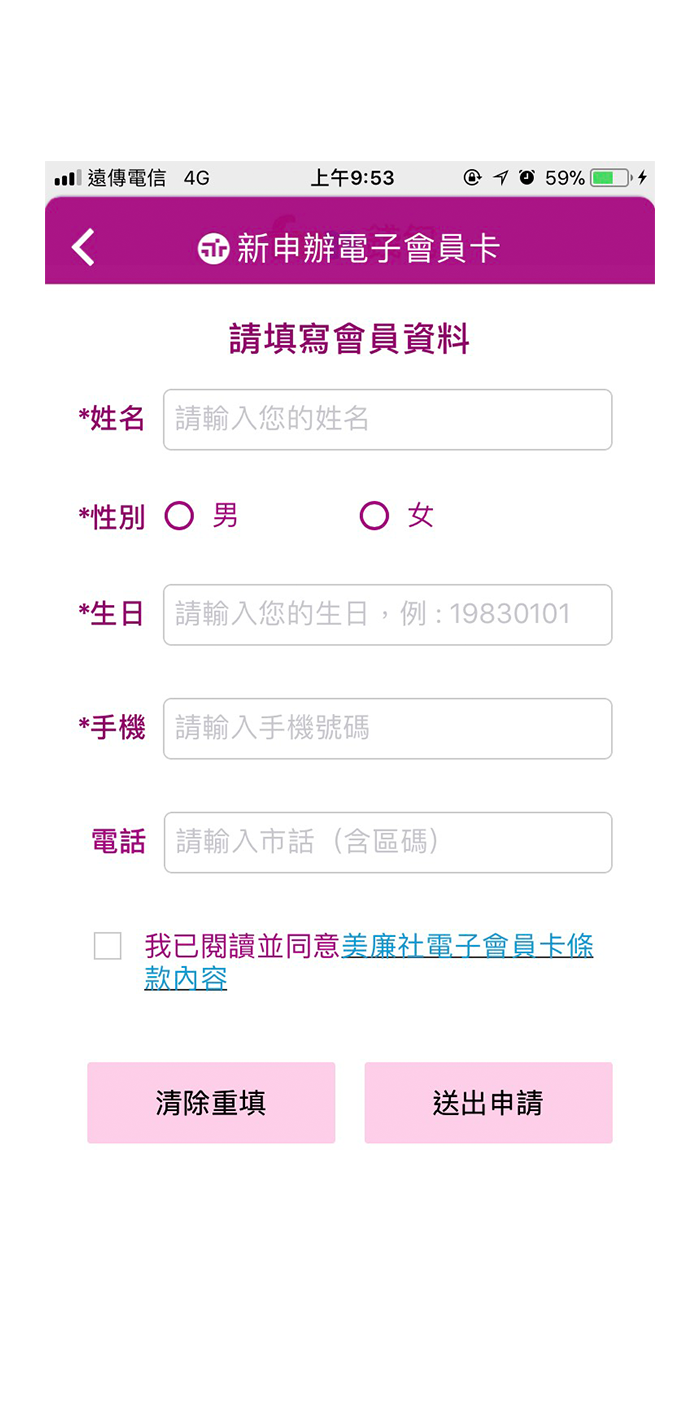 遠傳電信 4G 上午9:53 59%
新申辦電子會員卡
請填寫會員資料
*姓名 請輸入您的姓名
*性別 男 女
*生日 請輸入您的生日，例 : 19830101
*手機 請輸入手機號碼
電話 請輸入市話（含區碼）
我已閱讀並同意美廉社電子會員卡條
款內容
清除重填 送出申請